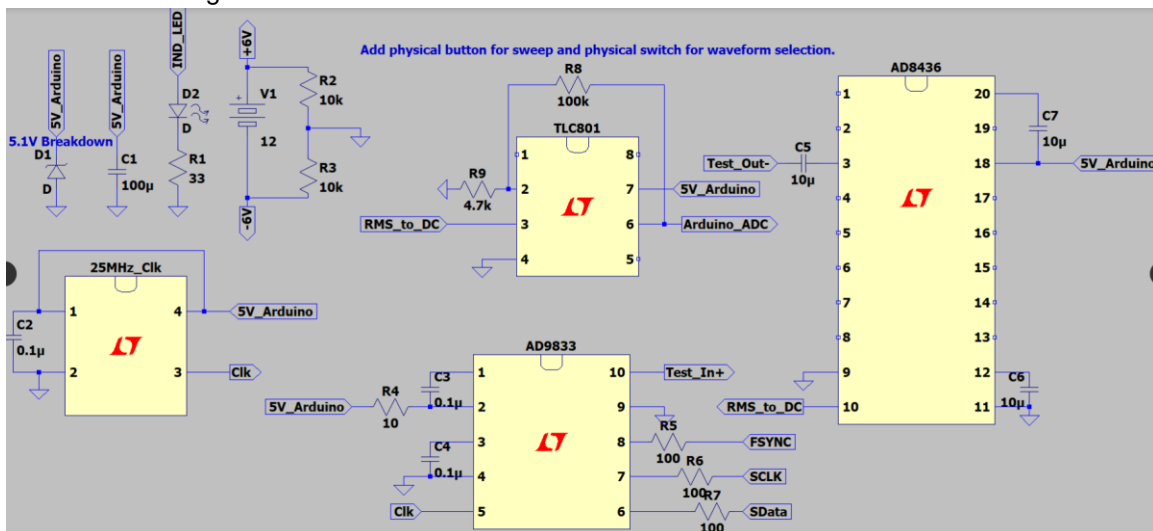 Add physical button for sweep and physical switch for waveform selection.
5V_Arduino
5V_Arduino
IND_LED
+6V
5.1V Breakdown
D1
D
C1
100µ
D2
D
R1
33
V1
12
R2
10k
R3
10k
-6V
R8
100k
TLC801
1
2
3
4
8
7
6
5
R9
4.7k
RMS_to_DC
5V_Arduino
Arduino_ADC
AD8436
1
2
3
4
5
6
7
8
9
10
20
19
18
17
16
15
14
13
12
11
Test_Out-
C5
10µ
C7
10µ
5V_Arduino
C6
10µ
RMS_to_DC
25MHz_Clk
1
2
4
3
C2
0.1µ
5V_Arduino
Clk
AD9833
1
2
3
4
5
10
9
8
7
6
5V_Arduino
R4
10
C3
0.1µ
C4
0.1µ
Clk
Test_In+
R5
100
FSYNC
R6
100
SCLK
R7
100
SData